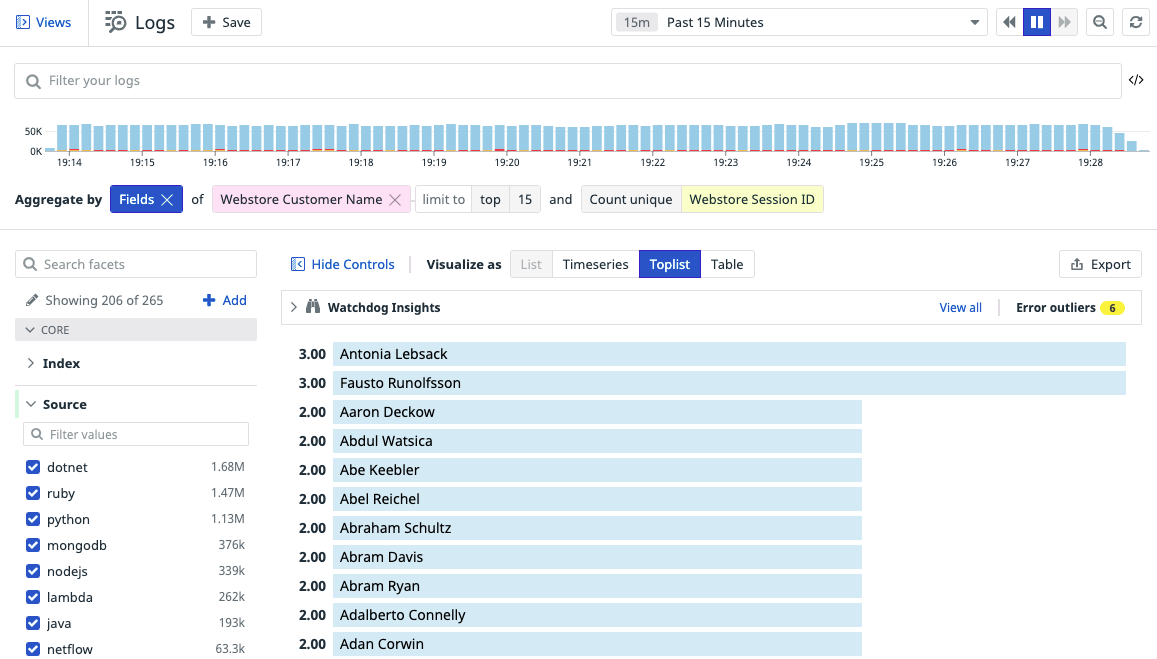 Views Logs Save 15m Past 15 Minutes
Filter your logs </>
50K
0K
19:14 19:15 19:16 19:17 19:18 19:19 19:20 19:21 19:22 19:23 19:24 19:25 19:26 19:27 19:28
Aggregate by Fields of Webstore Customer Name limit to top 15 and Count unique Webstore Session ID
Search facets
Showing 206 of 265 Add
CORE
Index
Source
Filter values
dotnet 1.68M
ruby 1.47M
python 1.13M
mongodb 376k
nodejs 339k
lambda 262k
java 193k
netflow 63.3k
Hide Controls Visualize as List Timeseries Toplist Table Export
Watchdog Insights View all Error outliers 6
3.00 Antonia Lebsack
3.00 Fausto Runolfsson
2.00 Aaron Deckow
2.00 Abdul Watsica
2.00 Abe Keebler
2.00 Abel Reichel
2.00 Abraham Schultz
2.00 Abram Davis
2.00 Abram Ryan
2.00 Adalberto Connelly
2.00 Adan Corwin